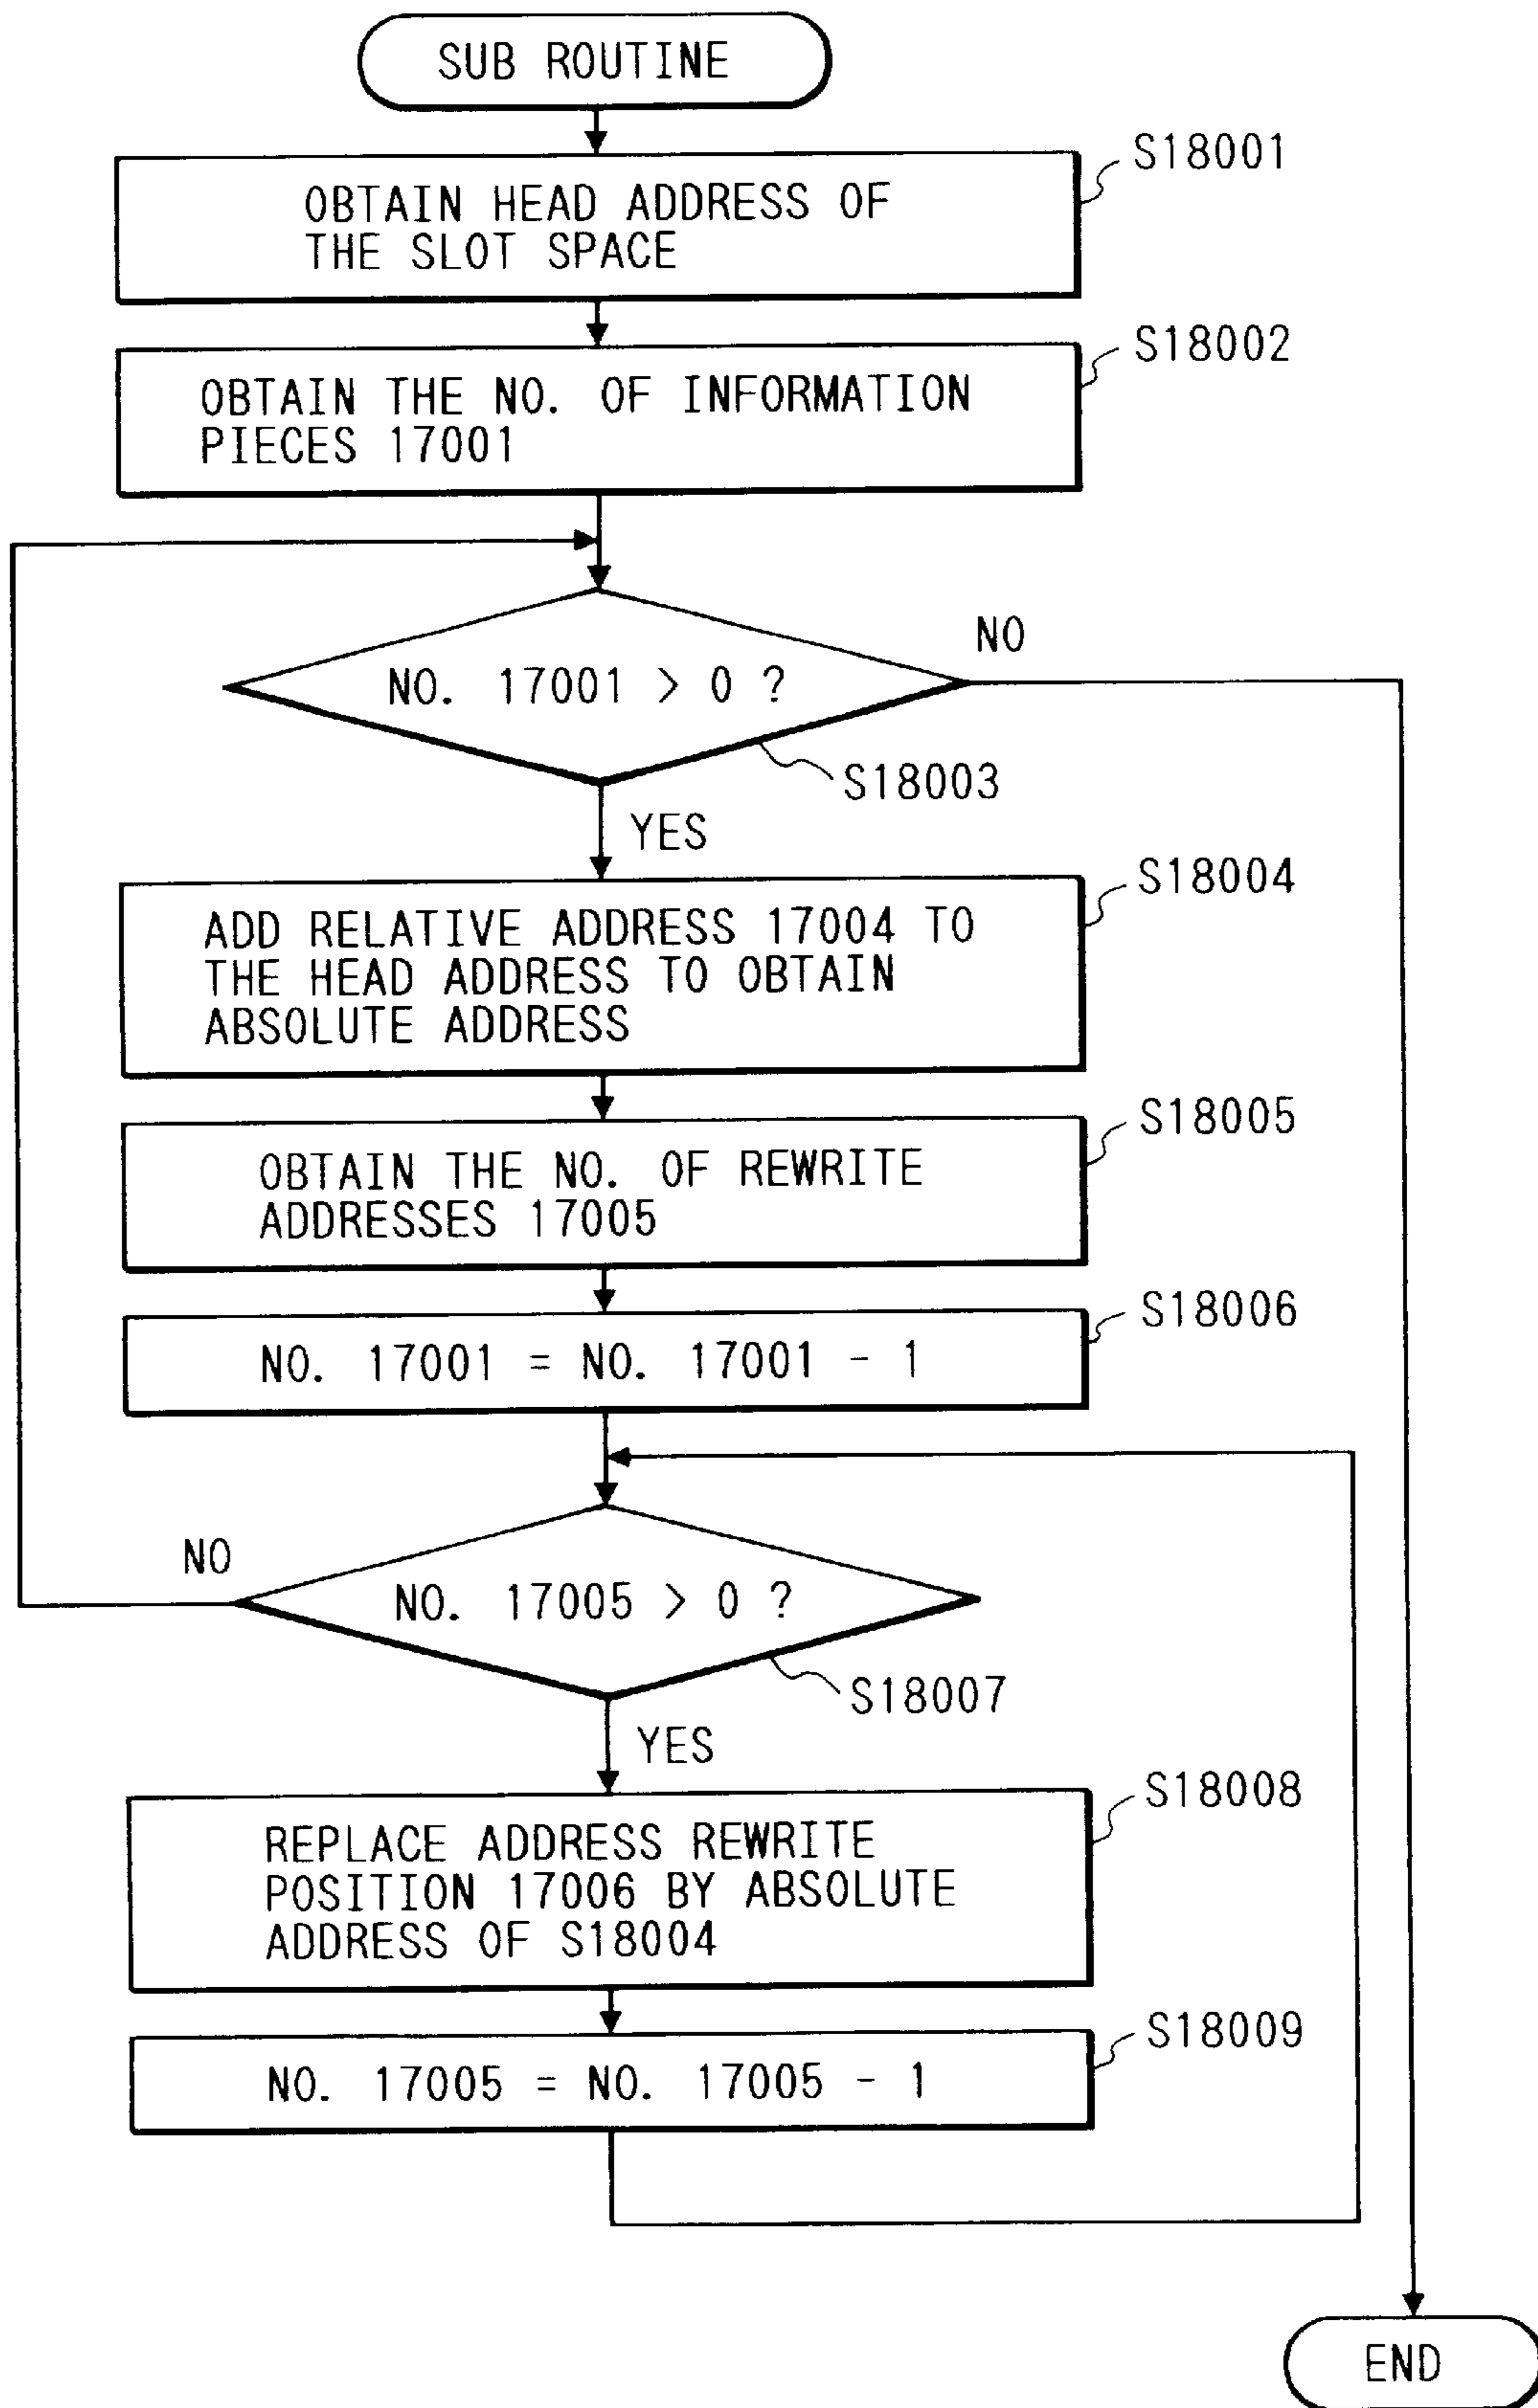 SUB ROUTINE
S18001
OBTAIN HEAD ADDRESS OF
THE SLOT SPACE
S18002
OBTAIN THE NO. OF INFORMATION
PIECES 17001
NO. 17001 > 0 ?
NO
S18003
YES
S18004
ADD RELATIVE ADDRESS 17004 TO
THE HEAD ADDRESS TO OBTAIN
ABSOLUTE ADDRESS
S18005
OBTAIN THE NO. OF REWRITE
ADDRESSES 17005
S18006
NO. 17001 = NO. 17001 - 1
NO
NO. 17005 > 0 ?
S18007
YES
S18008
REPLACE ADDRESS REWRITE
POSITION 17006 BY ABSOLUTE
ADDRESS OF S18004
S18009
NO. 17005 = NO. 17005 - 1
END